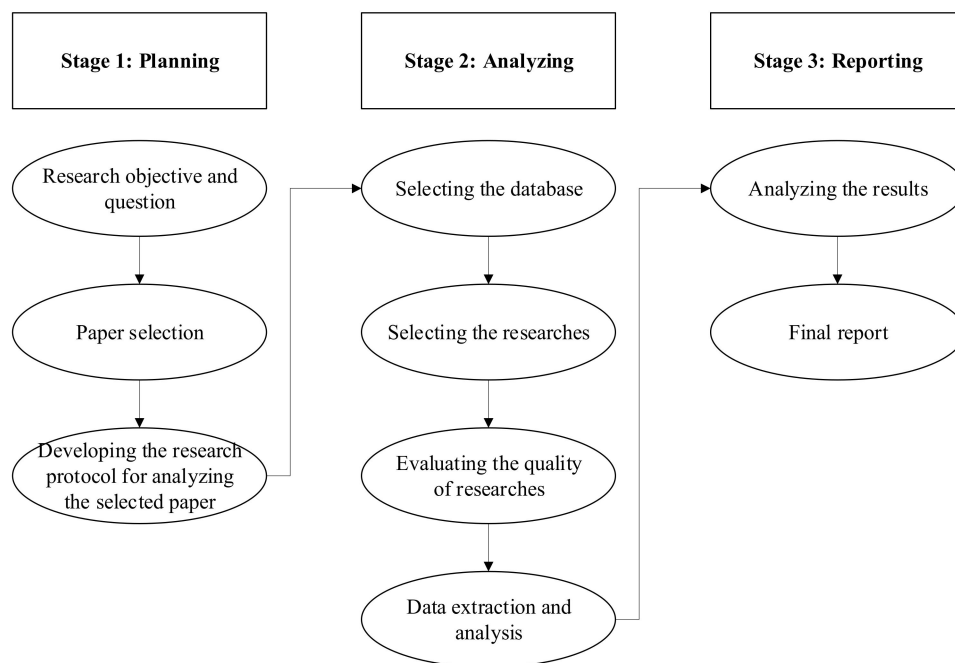 Stage 1: Planning
Stage 2: Analyzing
Stage 3: Reporting
Research objective and
question
Paper selection
Developing the research
protocol for analyzing
the selected paper
Selecting the database
Selecting the researches
Evaluating the quality
of researches
Data extraction and
analysis
Analyzing the results
Final report